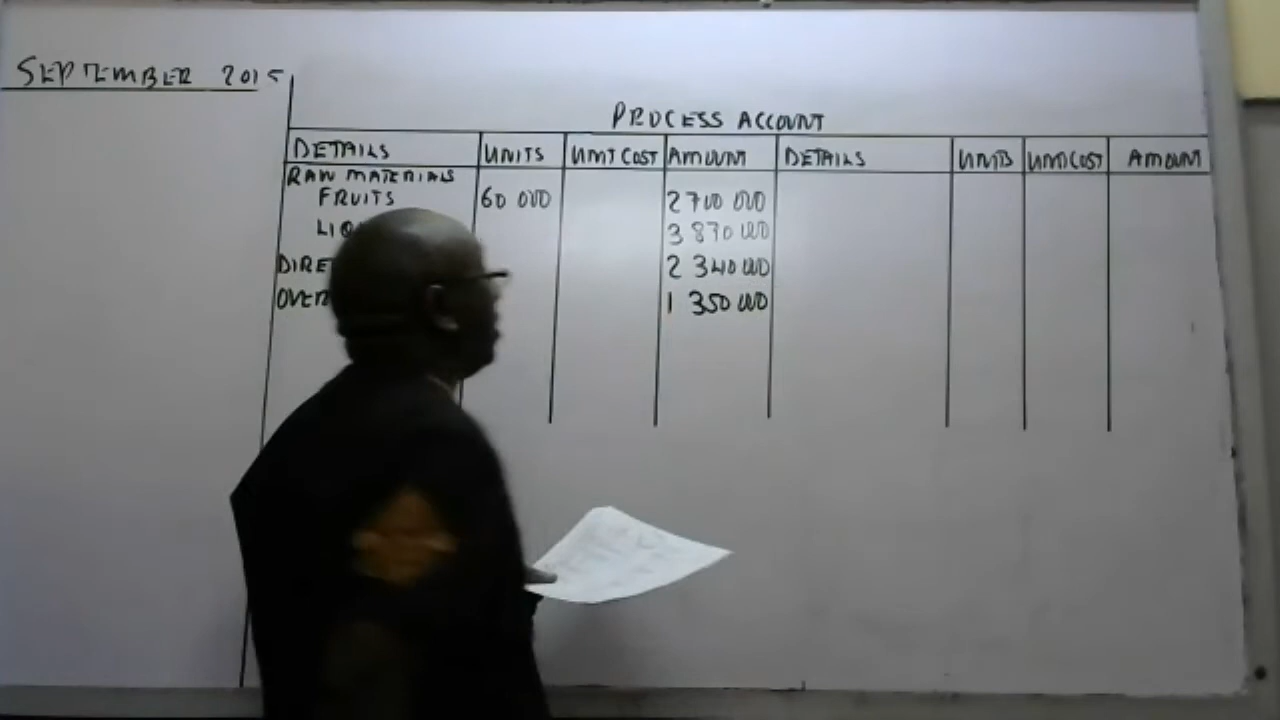 SEPTEMBER 2015
PROCESS ACCOUNT
DETAILS UNITS UNIT COST AMOUNT DETAILS UNITS UNIT COST AMOUNT
RAW MATERIALS
FRUITS 60 000 2 700 000
3 870 000
2 340 000
1 350 000